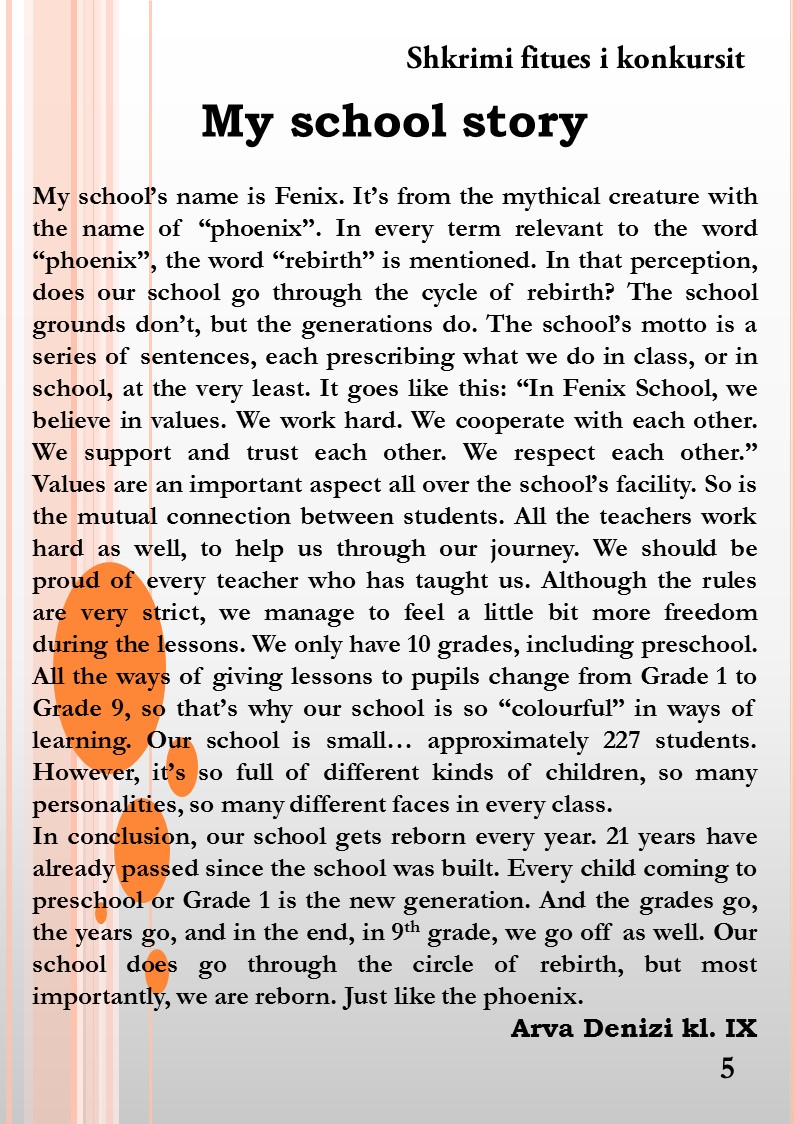 Shkrimi fitues i konkursit
My school story
My school’s name is Fenix. It’s from the mythical creature with
the name of “phoenix”. In every term relevant to the word
“phoenix”, the word “rebirth” is mentioned. In that perception,
does our school go through the cycle of rebirth? The school
grounds don’t, but the generations do. The school’s motto is a
series of sentences, each prescribing what we do in class, or in
school, at the very least. It goes like this: “In Fenix School, we
believe in values. We work hard. We cooperate with each other.
We support and trust each other. We respect each other.”
Values are an important aspect all over the school’s facility. So is
the mutual connection between students. All the teachers work
hard as well, to help us through our journey. We should be
proud of every teacher who has taught us. Although the rules
are very strict, we manage to feel a little bit more freedom
during the lessons. We only have 10 grades, including preschool.
All the ways of giving lessons to pupils change from Grade 1 to
Grade 9, so that’s why our school is so “colourful” in ways of
learning. Our school is small… approximately 227 students.
However, it’s so full of different kinds of children, so many
personalities, so many different faces in every class.
In conclusion, our school gets reborn every year. 21 years have
already passed since the school was built. Every child coming to
preschool or Grade 1 is the new generation. And the grades go,
the years go, and in the end, in 9th grade, we go off as well. Our
school does go through the circle of rebirth, but most
importantly, we are reborn. Just like the phoenix.
Arva Denizi kl. IX
5